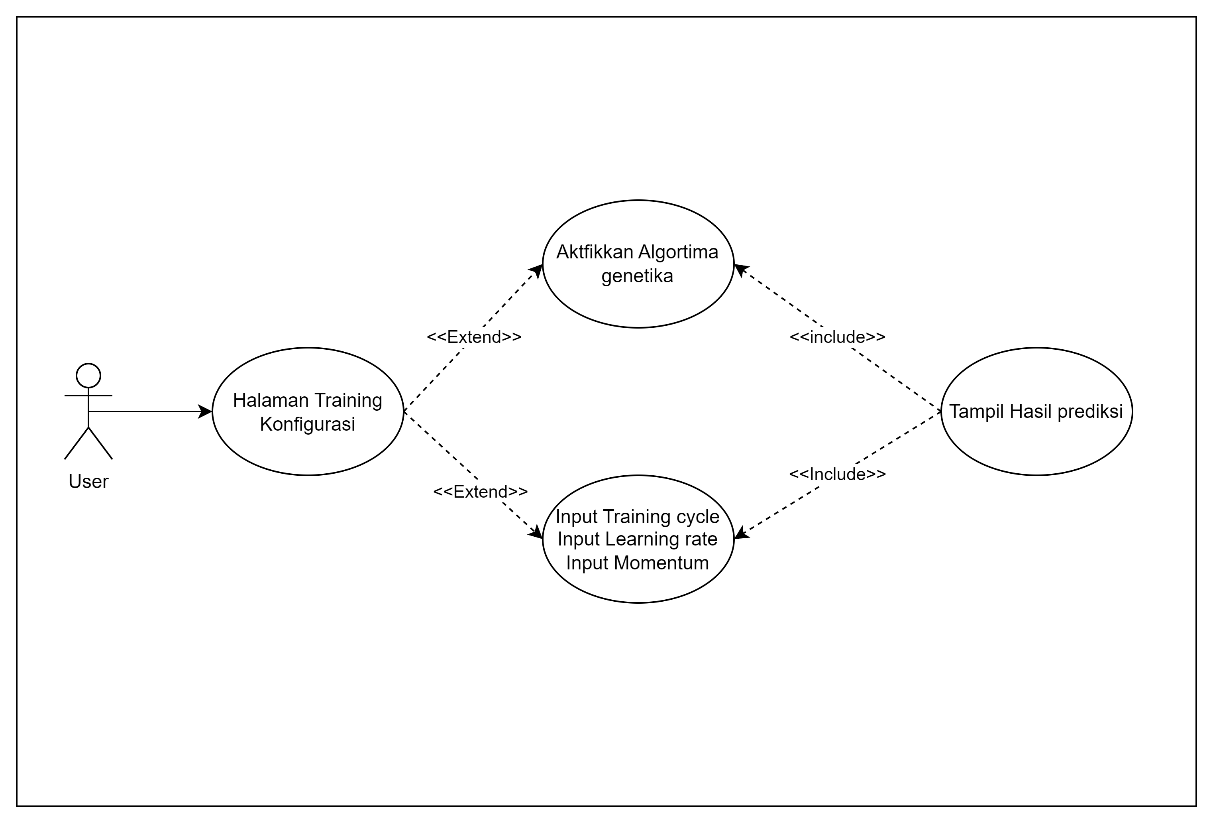 User
Halaman Training
Konfigurasi
<<Extend>>
<<Extend>>
Aktfikkan Algortima
genetika
Input Training cycle
Input Learning rate
Input Momentum
<<include>>
<<Include>>
Tampil Hasil prediksi